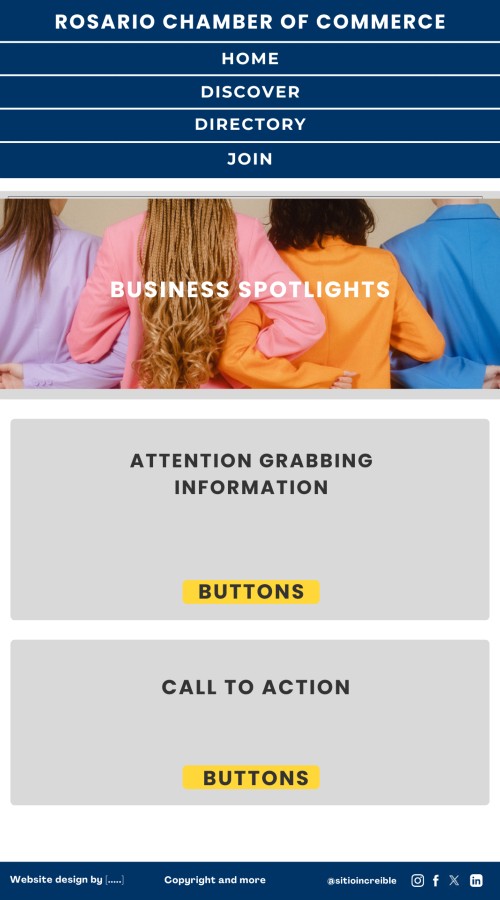 ROSARIO CHAMBER OF COMMERCE
HOME
DISCOVER
DIRECTORY
JOIN
BUSINESS SPOTLIGHTS
ATTENTION GRABBING
INFORMATION
BUTTONS
CALL TO ACTION
BUTTONS
Website design by [.....]
Copyright and more
@sitioincreible